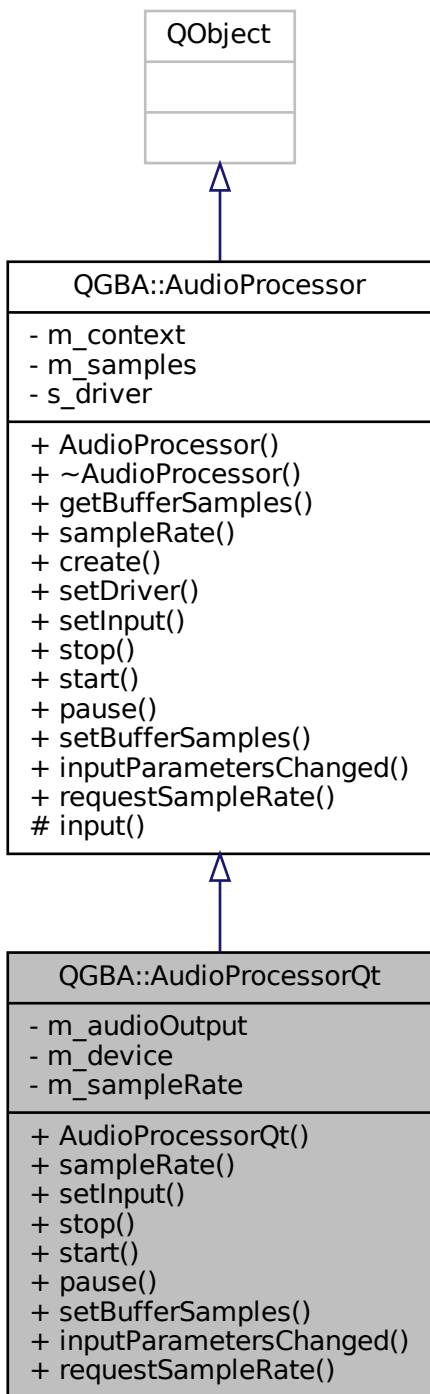 QObject
QGBA::AudioProcessor
- m_context
- m_samples
- s_driver
+ AudioProcessor()
+ ~AudioProcessor()
+ getBufferSamples()
+ sampleRate()
+ create()
+ setDriver()
+ setInput()
+ stop()
+ start()
+ pause()
+ setBufferSamples()
+ inputParametersChanged()
+ requestSampleRate()
# input()
QGBA::AudioProcessorQt
- m_audioOutput
- m_device
- m_sampleRate
+ AudioProcessorQt()
+ sampleRate()
+ setInput()
+ stop()
+ start()
+ pause()
+ setBufferSamples()
+ inputParametersChanged()
+ requestSampleRate()